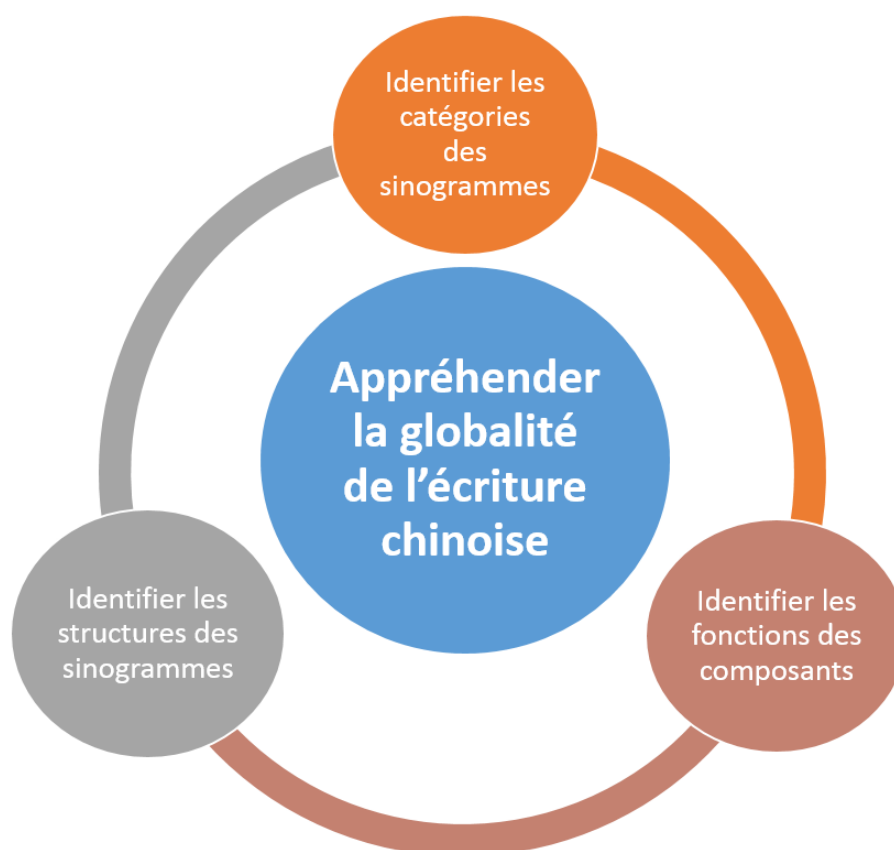 Identifier les
catégories
des
sinogrammes
Appréhender
la globalité
de l'écriture
chinoise
Identifier les
structures des
sinogrammes
Identifier les
fonctions des
composants